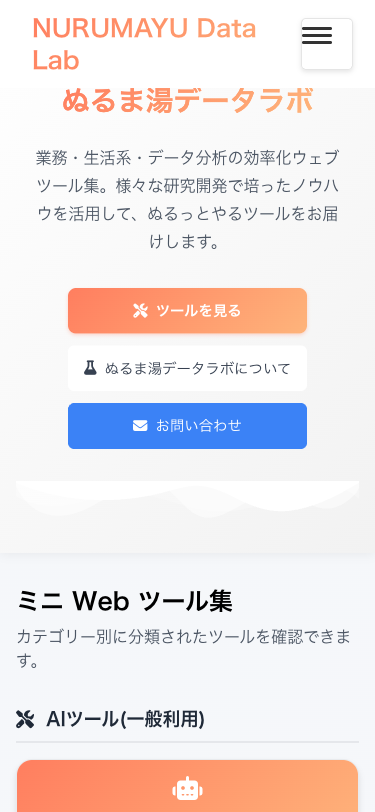 NURUMAYU Data
Lab
ぬるま湯データラボ
業務・生活系・データ分析の効率化ウェブ
ツール集。様々な研究開発で培ったノウハ
ウを活用して、ぬるっとやるツールをお届
けします。
ツールを見る
ぬるま湯データラボについて
お問い合わせ
ミニ Web ツール集
カテゴリー別に分類されたツールを確認できま
す。
AIツール(一般利用)